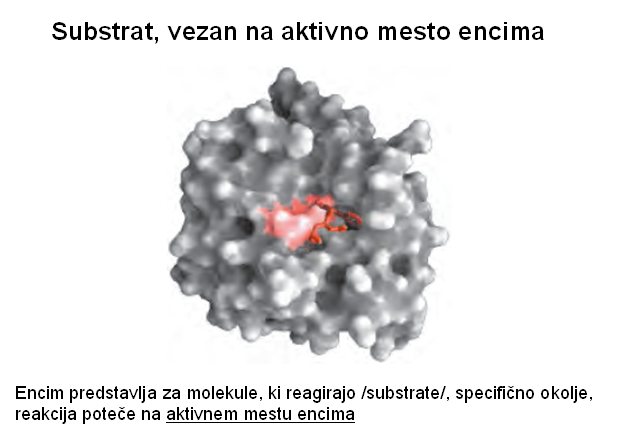 Substrat, vezan na aktivno mesto encima
Encim predstavlja za molekule, ki reagirajo /substrate/, specifično okolje,
reakcija poteče na aktivnem mestu encima